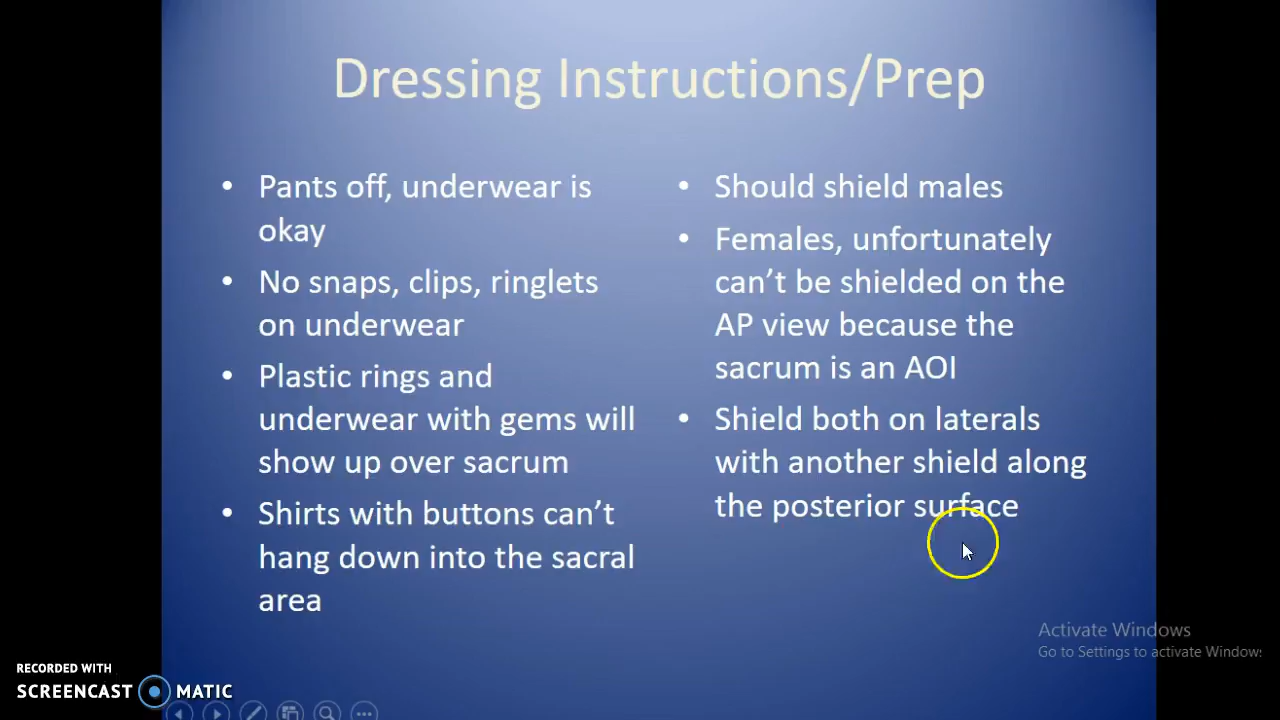 Dressing Instructions/Prep
• Pants off, underwear is
okay
• No snaps, clips, ringlets
on underwear
• Plastic rings and
underwear with gems will
show up over sacrum
• Shirts with buttons can't
hang down into the sacral
area
• Should shield males
• Females, unfortunately
can't be shielded on the
AP view because the
sacrum is an AOI
• Shield both on laterals
with another shield along
the posterior surface
Activate Windows
Go to Settings to activate Windows
RECORDED WITH
SCREENCAST MATIC